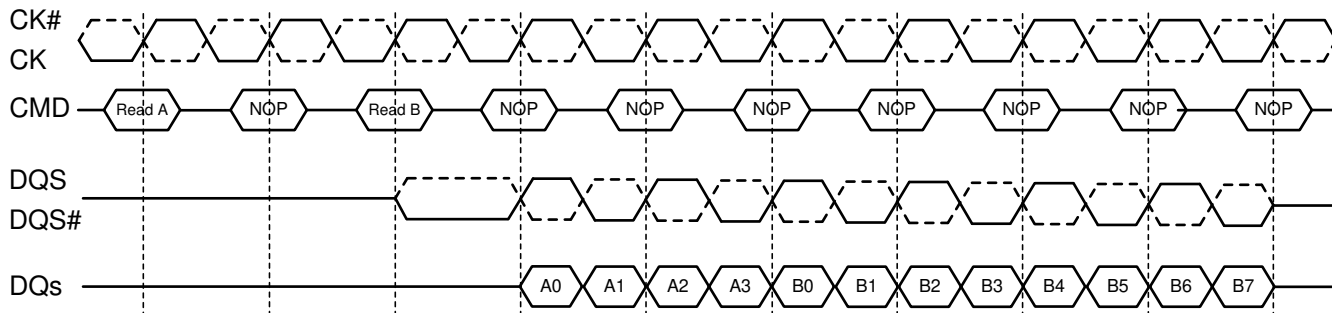 CK#
CK
CMD Read A NOP Read B NOP NOP NOP NOP NOP NOP NOP
DQS
DQS#
DQs A0 A1 A2 A3 B0 B1 B2 B3 B4 B5 B6 B7